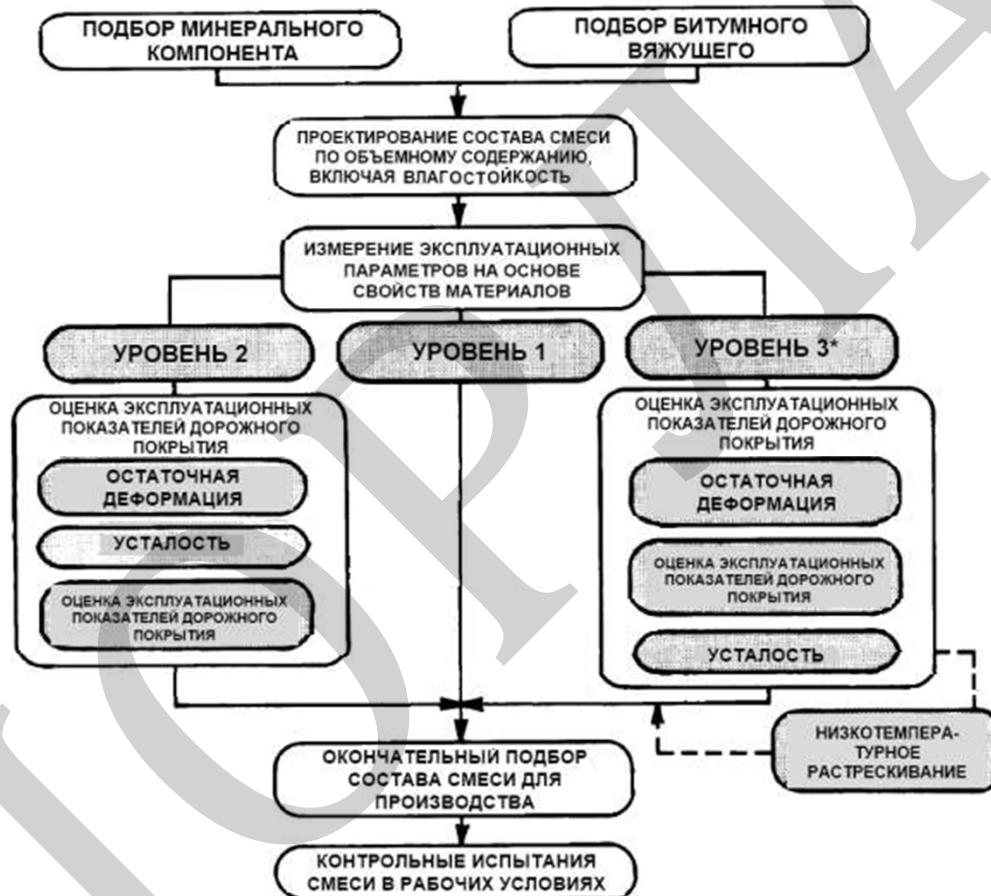 ПОДБОР МИНЕРАЛЬНОГО
КОМПОНЕНТА
ПОДБОР БИТУМНОГО
ВЯЖУЩЕГО
ПРОЕКТИРОВАНИЕ СОСТАВА СМЕСИ
ПО ОБЪЕМНОМУ СОДЕРЖАНИЮ,
ВКЛЮЧАЯ ВЛАГОСТОЙКОСТЬ
ИЗМЕРЕНИЕ ЭКСПЛУАТАЦИОННЫХ
ПАРАМЕТРОВ НА ОСНОВЕ
СВОЙСТВ МАТЕРИАЛОВ
УРОВЕНЬ 2
УРОВЕНЬ 1
УРОВЕНЬ 3*
ОЦЕНКА ЭКСПЛУАТАЦИОННЫХ
ПОКАЗАТЕЛЕЙ ДОРОЖНОГО
ПОКРЫТИЯ
ОСТАТОЧНАЯ
ДЕФОРМАЦИЯ
УСТАЛОСТЬ
ОЦЕНКА ЭКСПЛУАТАЦИОННЫХ
ПОКАЗАТЕЛЕЙ ДОРОЖНОГО
ПОКРЫТИЯ
ОЦЕНКА ЭКСПЛУАТАЦИОННЫХ
ПОКАЗАТЕЛЕЙ ДОРОЖНОГО
ПОКРЫТИЯ
ОСТАТОЧНАЯ
ДЕФОРМАЦИЯ
ОЦЕНКА ЭКСПЛУАТАЦИОННЫХ
ПОКАЗАТЕЛЕЙ ДОРОЖНОГО
ПОКРЫТИЯ
УСТАЛОСТЬ
НИЗКОТЕМПЕРА-
ТУРНОЕ
РАСТРЕСКИВАНИЕ
ОКОНЧАТЕЛЬНЫЙ ПОДБОР
СОСТАВА СМЕСИ ДЛЯ
ПРОИЗВОДСТВА
КОНТРОЛЬНЫЕ ИСПЫТАНИЯ
СМЕСИ В РАБОЧИХ УСЛОВИЯХ